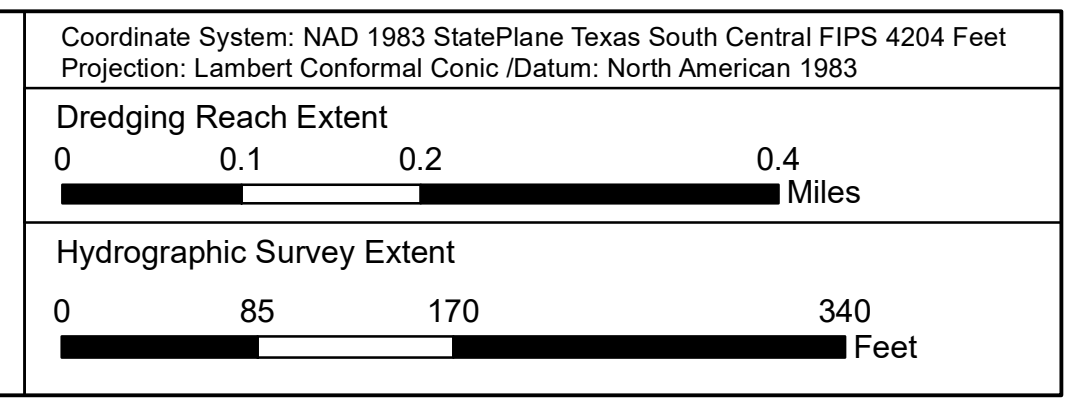 Coordinate System: NAD 1983 StatePlane Texas South Central FIPS 4204 Feet
Projection: Lambert Conformal Conic /Datum: North American 1983
Dredging Reach Extent
0 0.1 0.2 0.4
Miles
Hydrographic Survey Extent
0 85 170 340
Feet